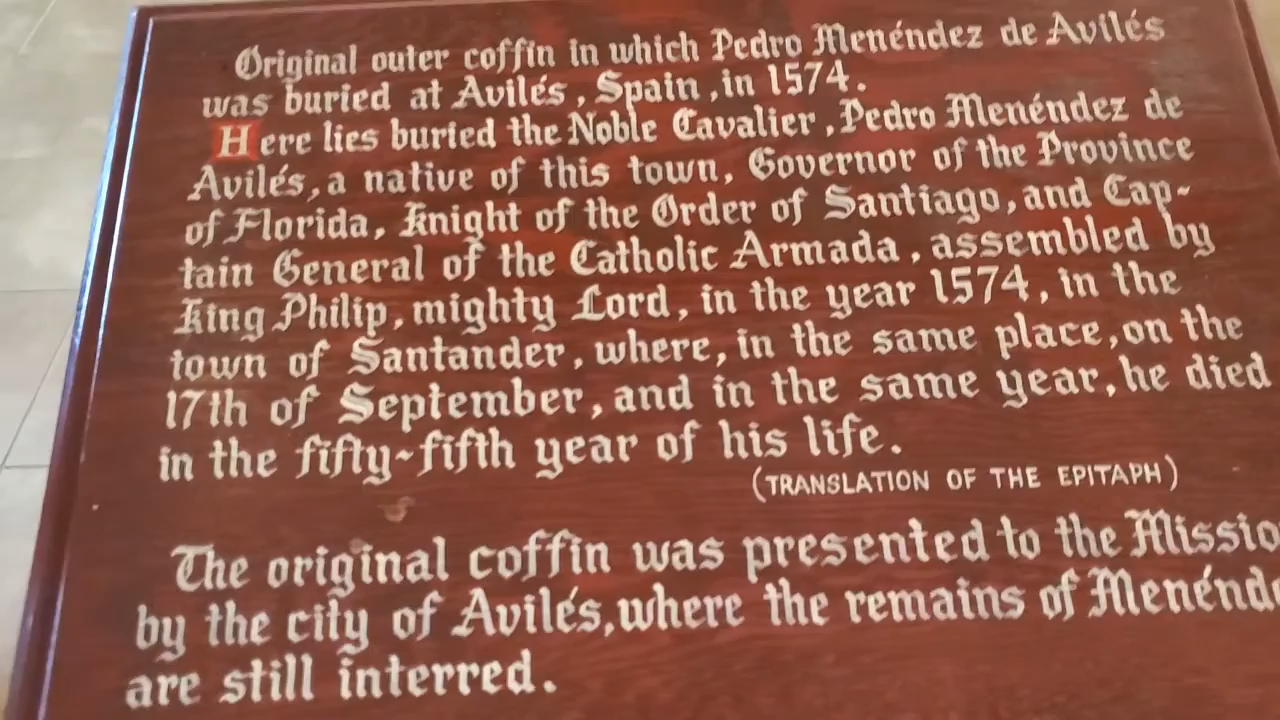 Original outer coffin in which Pedro Menéndez de Avilés
was buried at Avilés, Spain, in 1574.
Here lies buried the Noble Cavalier, Pedro Menéndez de
Avilés, a native of this town, Governor of the Province
of Florida, Knight of the Order of Santiago, and Cap-
tain General of the Catholic Armada, assembled by
King Philip, mighty Lord, in the year 1574, in the
town of Santander, where, in the same place, on the
17th of September, and in the same year, he died
in the fifty-fifth year of his life.
(TRANSLATION OF THE EPITAPH)
The original coffin was presented to the Missio
by the city of Avilés, where the remains of Menénde
are still interred.